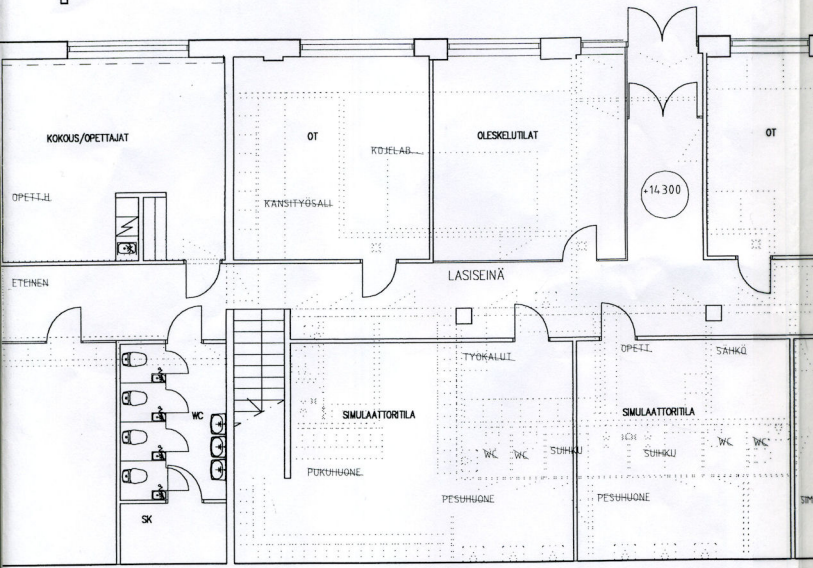 KOKOUS/OPETTAJAT
OT
KOJELAB.
OLESKELUTILAT
OT
OPETT.H
KANSITYÖSALI
+14 300
ETEINEN
LASISEINÄ
TYÖKALUT
OPETT.
SÄHKÖ
WC
SIMULAATTORITILA
SIMULAATTORITILA
WC
WC
SUIHKU
SUIHKU
WC
WC
PUKUHUONE
PESUHUONE
PESUHUONE
SIM
SK